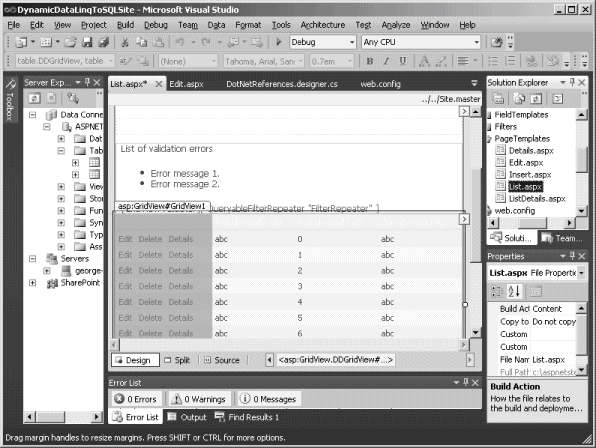 DynamicDataLinqToSQLSite - Microsoft Visual Studio
File Edit View Project Build Debug Team Data Format Tools Architecture Test Analyze Window Help
Debug Any CPU
table.DDGridView, tl (None) Tahoma, Arial, San 0.7em B I U
Toolbox
Server Exp...
Data Conne
ASPNET
Dat
Tabl
View
Stor
Fun
Syn
Typ
Ass
Servers
george-
SharePoint
List.aspx* Edit.aspx DotNetReferences.designer.cs web.config
../../Site.master
List of validation errors
Error message 1.
Error message 2.
asp:GridView#GridView1
QueryableFilterRepeater "FilterRepeater" ]
Edit Delete Details abc 0 abc
Edit Delete Details abc 1 abc
Edit Delete Details abc 2 abc
Edit Delete Details abc 3 abc
Edit Delete Details abc 4 abc
Edit Delete Details abc 5 abc
Edit Delete Details abc 6 abc
Design Split Source <asp:GridView.DDGridView#...>
Solution Explorer
FieldTemplates
Filters
PageTemplates
Details.aspx
Edit.aspx
Insert.aspx
List.aspx
ListDetails.aspx
web.config
Soluti... Team...
Properties
List.aspx File Properti
Build Act Content
Copy to Do not copy
Custom
Custom
File Nam List.aspx
Full Path c:\aspnetsto
Build Action
How the file relates to the build and deployme...
Error List
0 Errors 0 Warnings 0 Messages
Error List Output Find Results 1
Drag margin handles to resize margins. Press SHIFT or CTRL for more options.